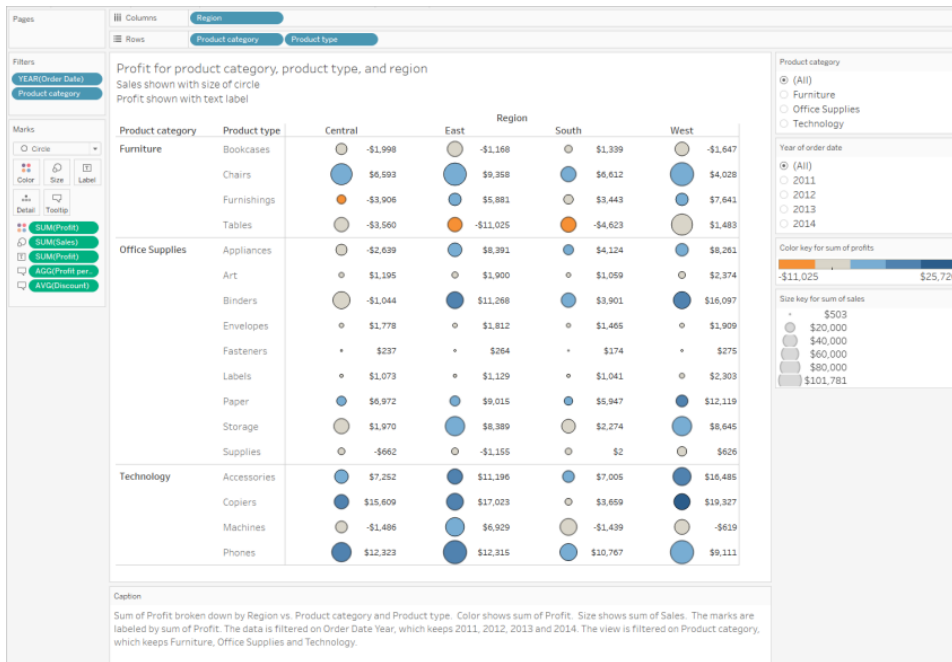 Pages
Columns Region
Rows Product category Product type
Filters
YEAR(Order Date)
Product category
Marks
Circle
Color Size Label
Detail Tooltip
SUM(Profit)
SUM(Sales)
SUM(Profit)
AGG(Profit per..
AVG(Discount)
Profit for product category, product type, and region
Sales shown with size of circle
Profit shown with text label
Region
Product category Product type Central East South West
Furniture Bookcases -$1,998 -$1,168 $1,339 -$1,647
Chairs $6,593 $9,358 $6,612 $4,028
Furnishings -$3,906 $5,881 $3,443 $7,641
Tables -$3,560 -$11,025 -$4,623 $1,483
Office Supplies Appliances -$2,639 $8,391 $4,124 $8,261
Art $1,195 $1,900 $1,059 $2,374
Binders -$1,044 $11,268 $3,901 $16,097
Envelopes $1,778 $1,812 $1,465 $1,909
Fasteners $237 $264 $174 $275
Labels $1,073 $1,129 $1,041 $2,303
Paper $6,972 $9,015 $5,947 $12,119
Storage $1,970 $8,389 $2,274 $8,645
Supplies -$662 -$1,155 $2 $626
Technology Accessories $7,252 $11,196 $7,005 $16,485
Copiers $15,609 $17,023 $3,659 $19,327
Machines -$1,486 $6,929 -$1,439 -$619
Phones $12,323 $12,315 $10,767 $9,111
Product category
(All)
Furniture
Office Supplies
Technology
Year of order date
(All)
2011
2012
2013
2014
Color key for sum of profits
-$11,025
Size key for sum of sales
$503
$20,000
$40,000
$60,000
$80,000
$101,781
Caption
Sum of Profit broken down by Region vs. Product category and Product type. Color shows sum of Profit. Size shows sum of Sales. The marks are
labeled by sum of Profit. The data is filtered on Order Date Year, which keeps 2011, 2012, 2013 and 2014. The view is filtered on Product category,
which keeps Furniture, Office Supplies and Technology.